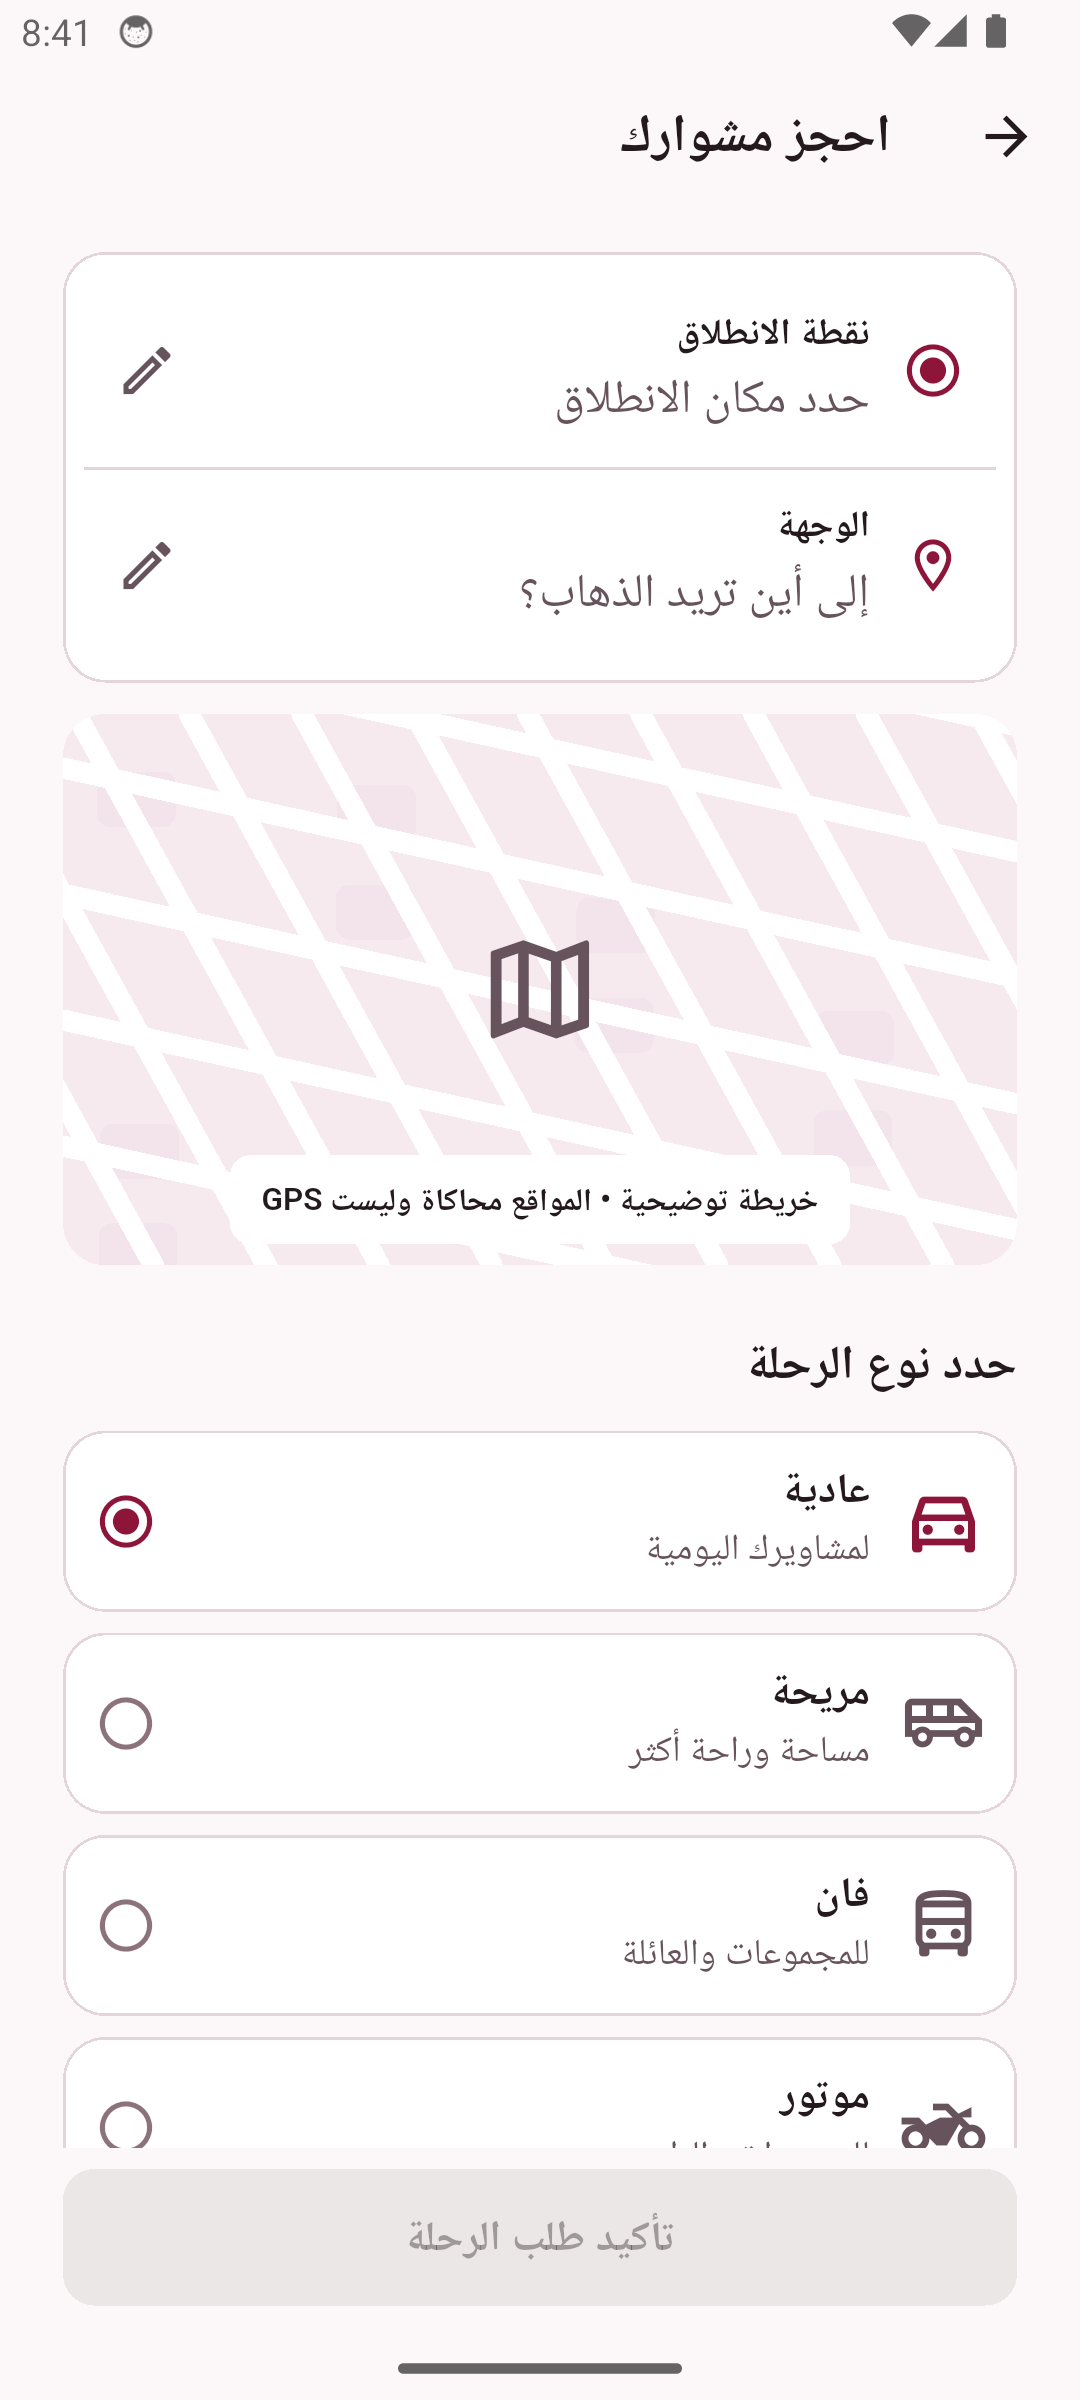 8:41
احجز مشوارك
نقطة الانطلاق
حدد مكان الانطلاق
الوجهة
إلى أين تريد الذهاب؟
خريطة توضيحية • المواقع محاكاة وليست GPS
حدد نوع الرحلة
عادية
لمشاويرك اليومية
مريحة
مساحة وراحة أكثر
فان
للمجموعات والعائلة
موتور
تأكيد طلب الرحلة